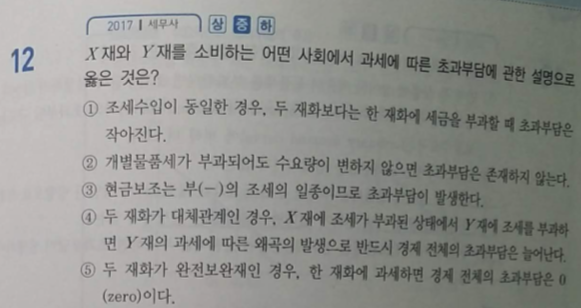 2017 | 세무사 상 중 하
12 X재와 Y재를 소비하는 어떤 사회에서 과세에 따른 초과부담에 관한 설명으로
옳은 것은?
① 조세수입이 동일한 경우, 두 재화보다는 한 재화에 세금을 부과할 때 초과부담은
작아진다.
② 개별물품세가 부과되어도 수요량이 변하지 않으면 초과부담은 존재하지 않는다.
③ 현금보조는 부(-)의 조세의 일종이므로 초과부담이 발생한다.
④ 두 재화가 대체관계인 경우, X재에 조세가 부과된 상태에서 Y재에 조세를 부과하
면 Y재의 과세에 따른 왜곡의 발생으로 반드시 경제 전체의 초과부담은 늘어난다.
⑤ 두 재화가 완전보완재인 경우, 한 재화에 과세하면 경제 전체의 초과부담은 0
(zero)이다.